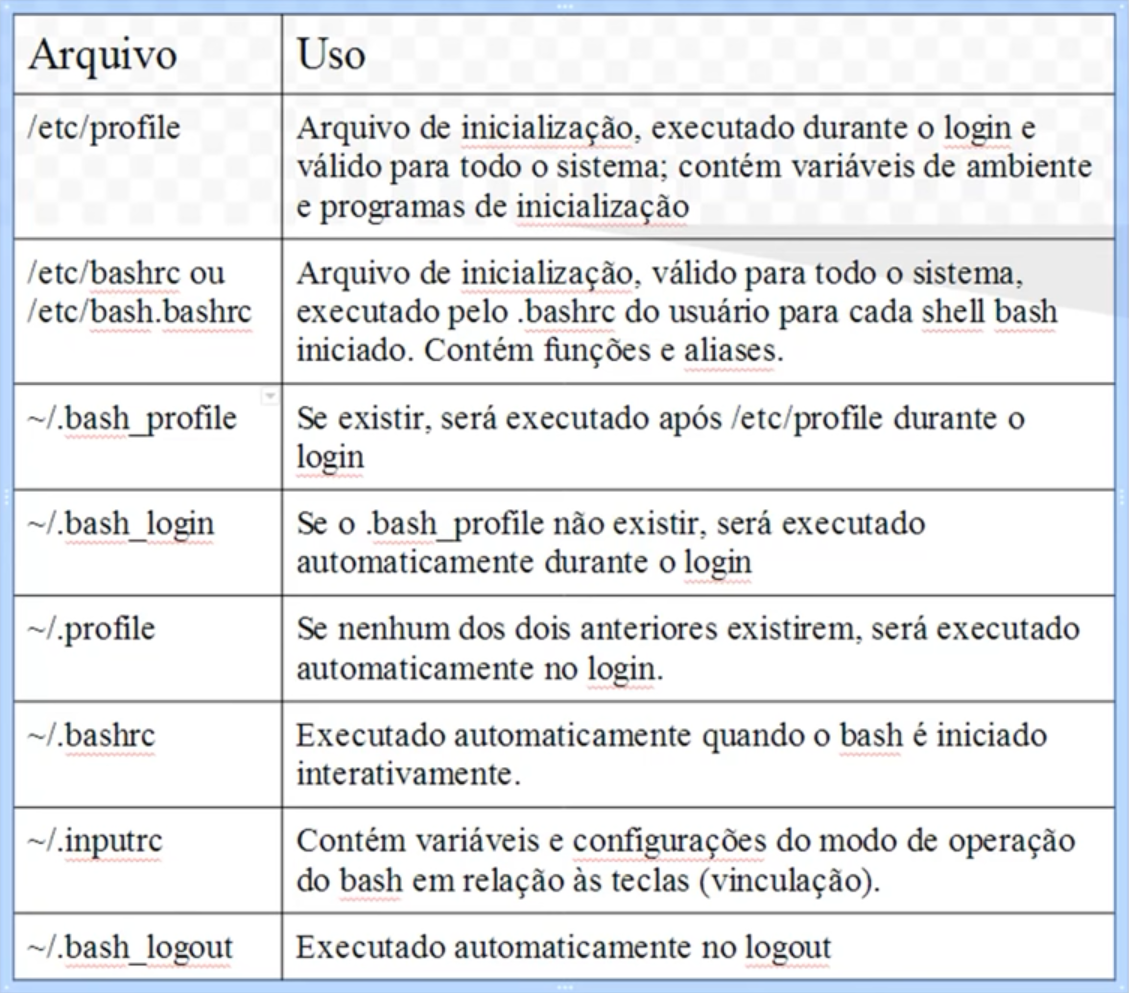 Arquivo
Uso
/etc/profile
Arquivo de inicialização, executado durante o login e
válido para todo o sistema; contém variáveis de ambiente
e programas de inicialização
/etc/bashrc ou
/etc/bash.bashrc
Arquivo de inicialização, válido para todo o sistema,
executado pelo .bashrc do usuário para cada shell bash
iniciado. Contém funções e aliases.
~/.bash_profile
Se existir, será executado após /etc/profile durante o
login
~/.bash_login
Se o .bash_profile não existir, será executado
automaticamente durante o login
~/.profile
Se nenhum dos dois anteriores existirem, será executado
automaticamente no login.
~/.bashrc
Executado automaticamente quando o bash é iniciado
interativamente.
~/.inputrc
Contém variáveis e configurações do modo de operação
do bash em relação às teclas (vinculação).
~/.bash_logout
Executado automaticamente no logout